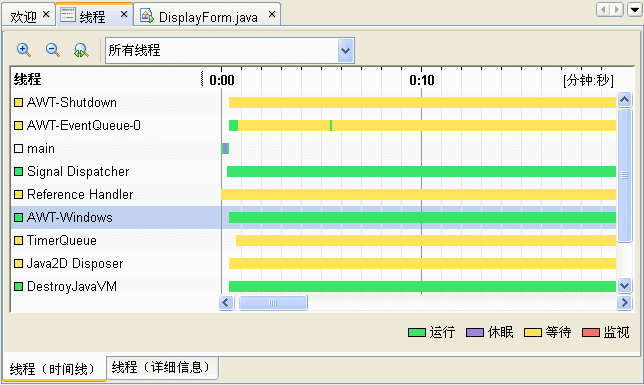 欢迎 线程 DisplayForm.java
所有线程
线程 0:00 0:10 [分钟:秒]
AWT-Shutdown
AWT-EventQueue-0
main
Signal Dispatcher
Reference Handler
AWT-Windows
TimerQueue
Java2D Disposer
DestroyJavaVM
运行 休眠 等待 监视
线程（时间线） 线程（详细信息）